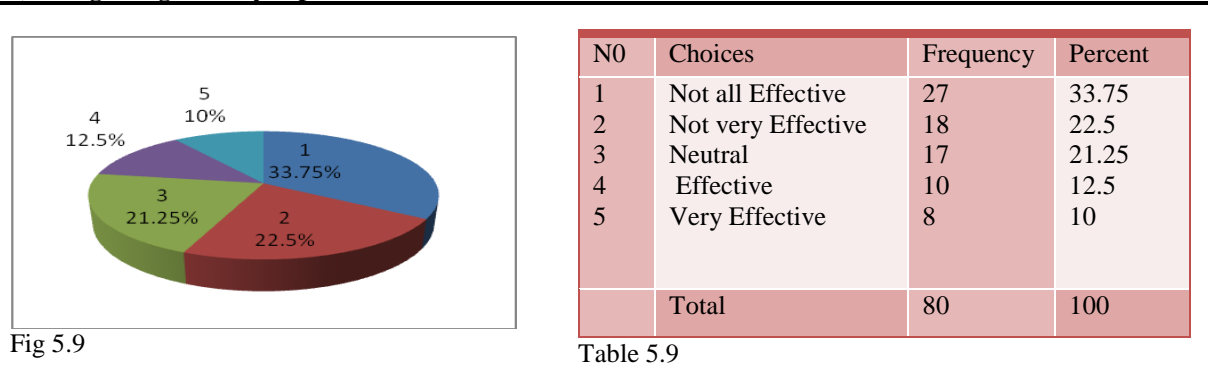 5
10%
4
12.5%
1
33.75%
3
21.25%
2
22.5%
Fig 5.9
N0 Choices Frequency Percent
1 Not all Effective 27 33.75
2 Not very Effective 18 22.5
3 Neutral 17 21.25
4 Effective 10 12.5
5 Very Effective 8 10
Total 80 100
Table 5.9